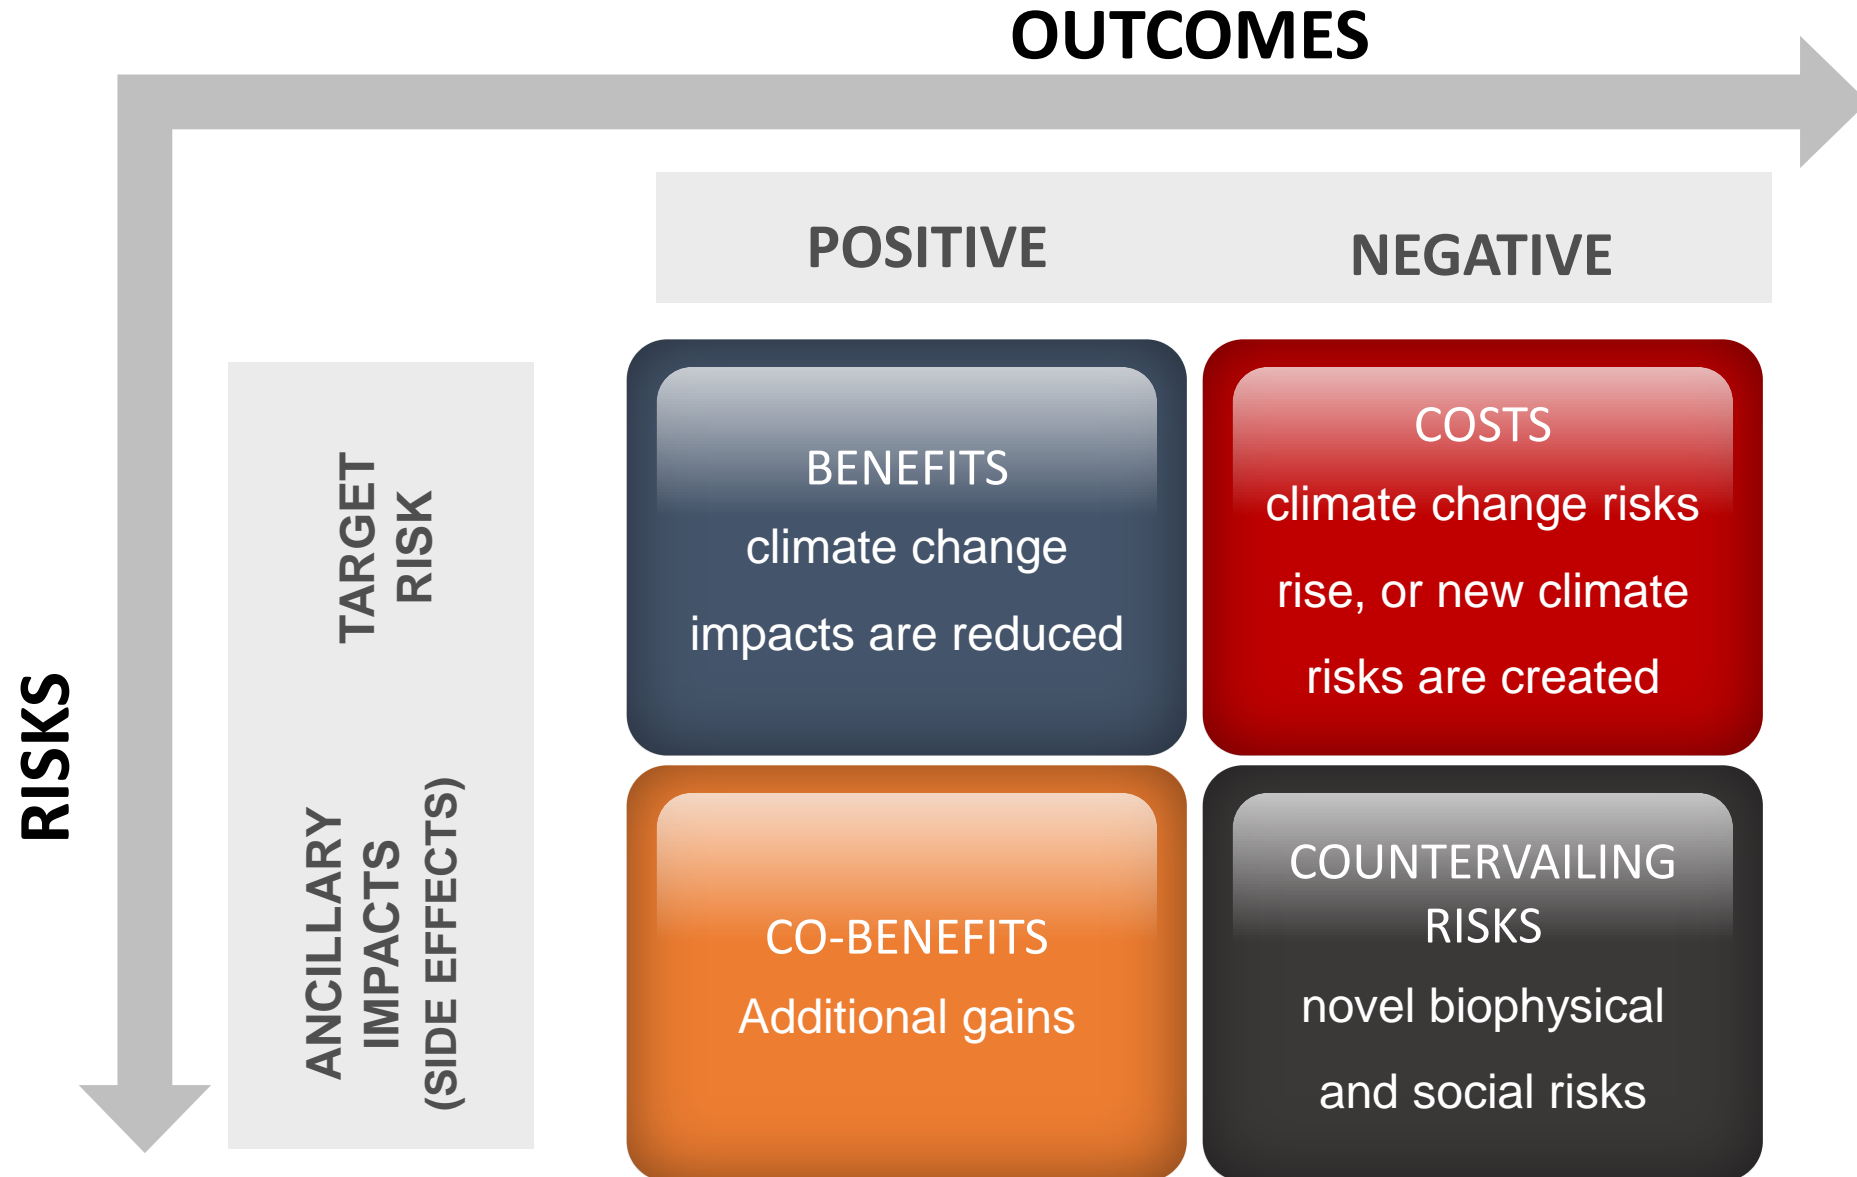 OUTCOMES
POSITIVE
NEGATIVE
RISKS
TARGET
RISK
BENEFITS
climate change
impacts are reduced
COSTS
climate change risks
rise, or new climate
risks are created
ANCILLARY
IMPACTS
(SIDE EFFECTS)
CO-BENEFITS
Additional gains
COUNTERVAILING
RISKS
novel biophysical
and social risks